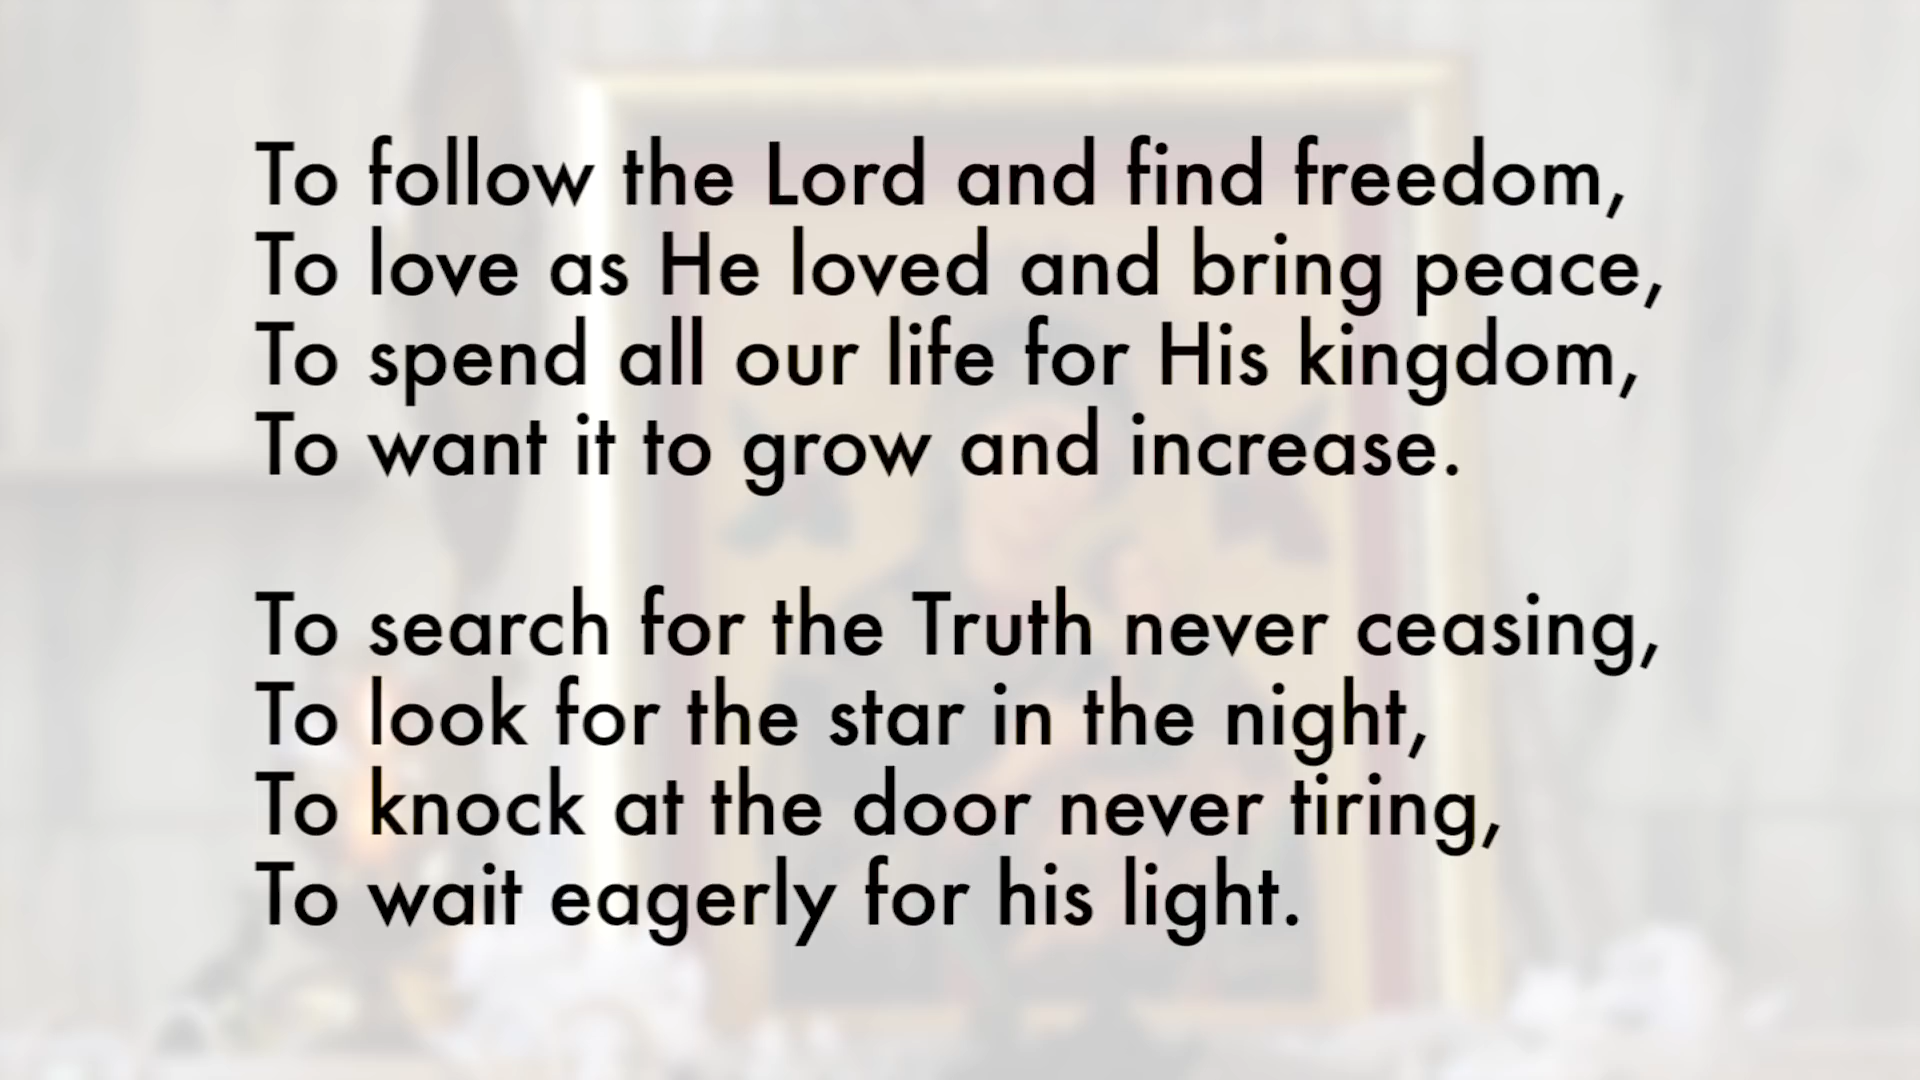 To follow the Lord and find freedom,
To love as He loved and bring peace,
To spend all our life for His kingdom,
To want it to grow and increase.
To search for the Truth never ceasing,
To look for the star in the night,
To knock at the door never tiring,
To wait eagerly for his light.